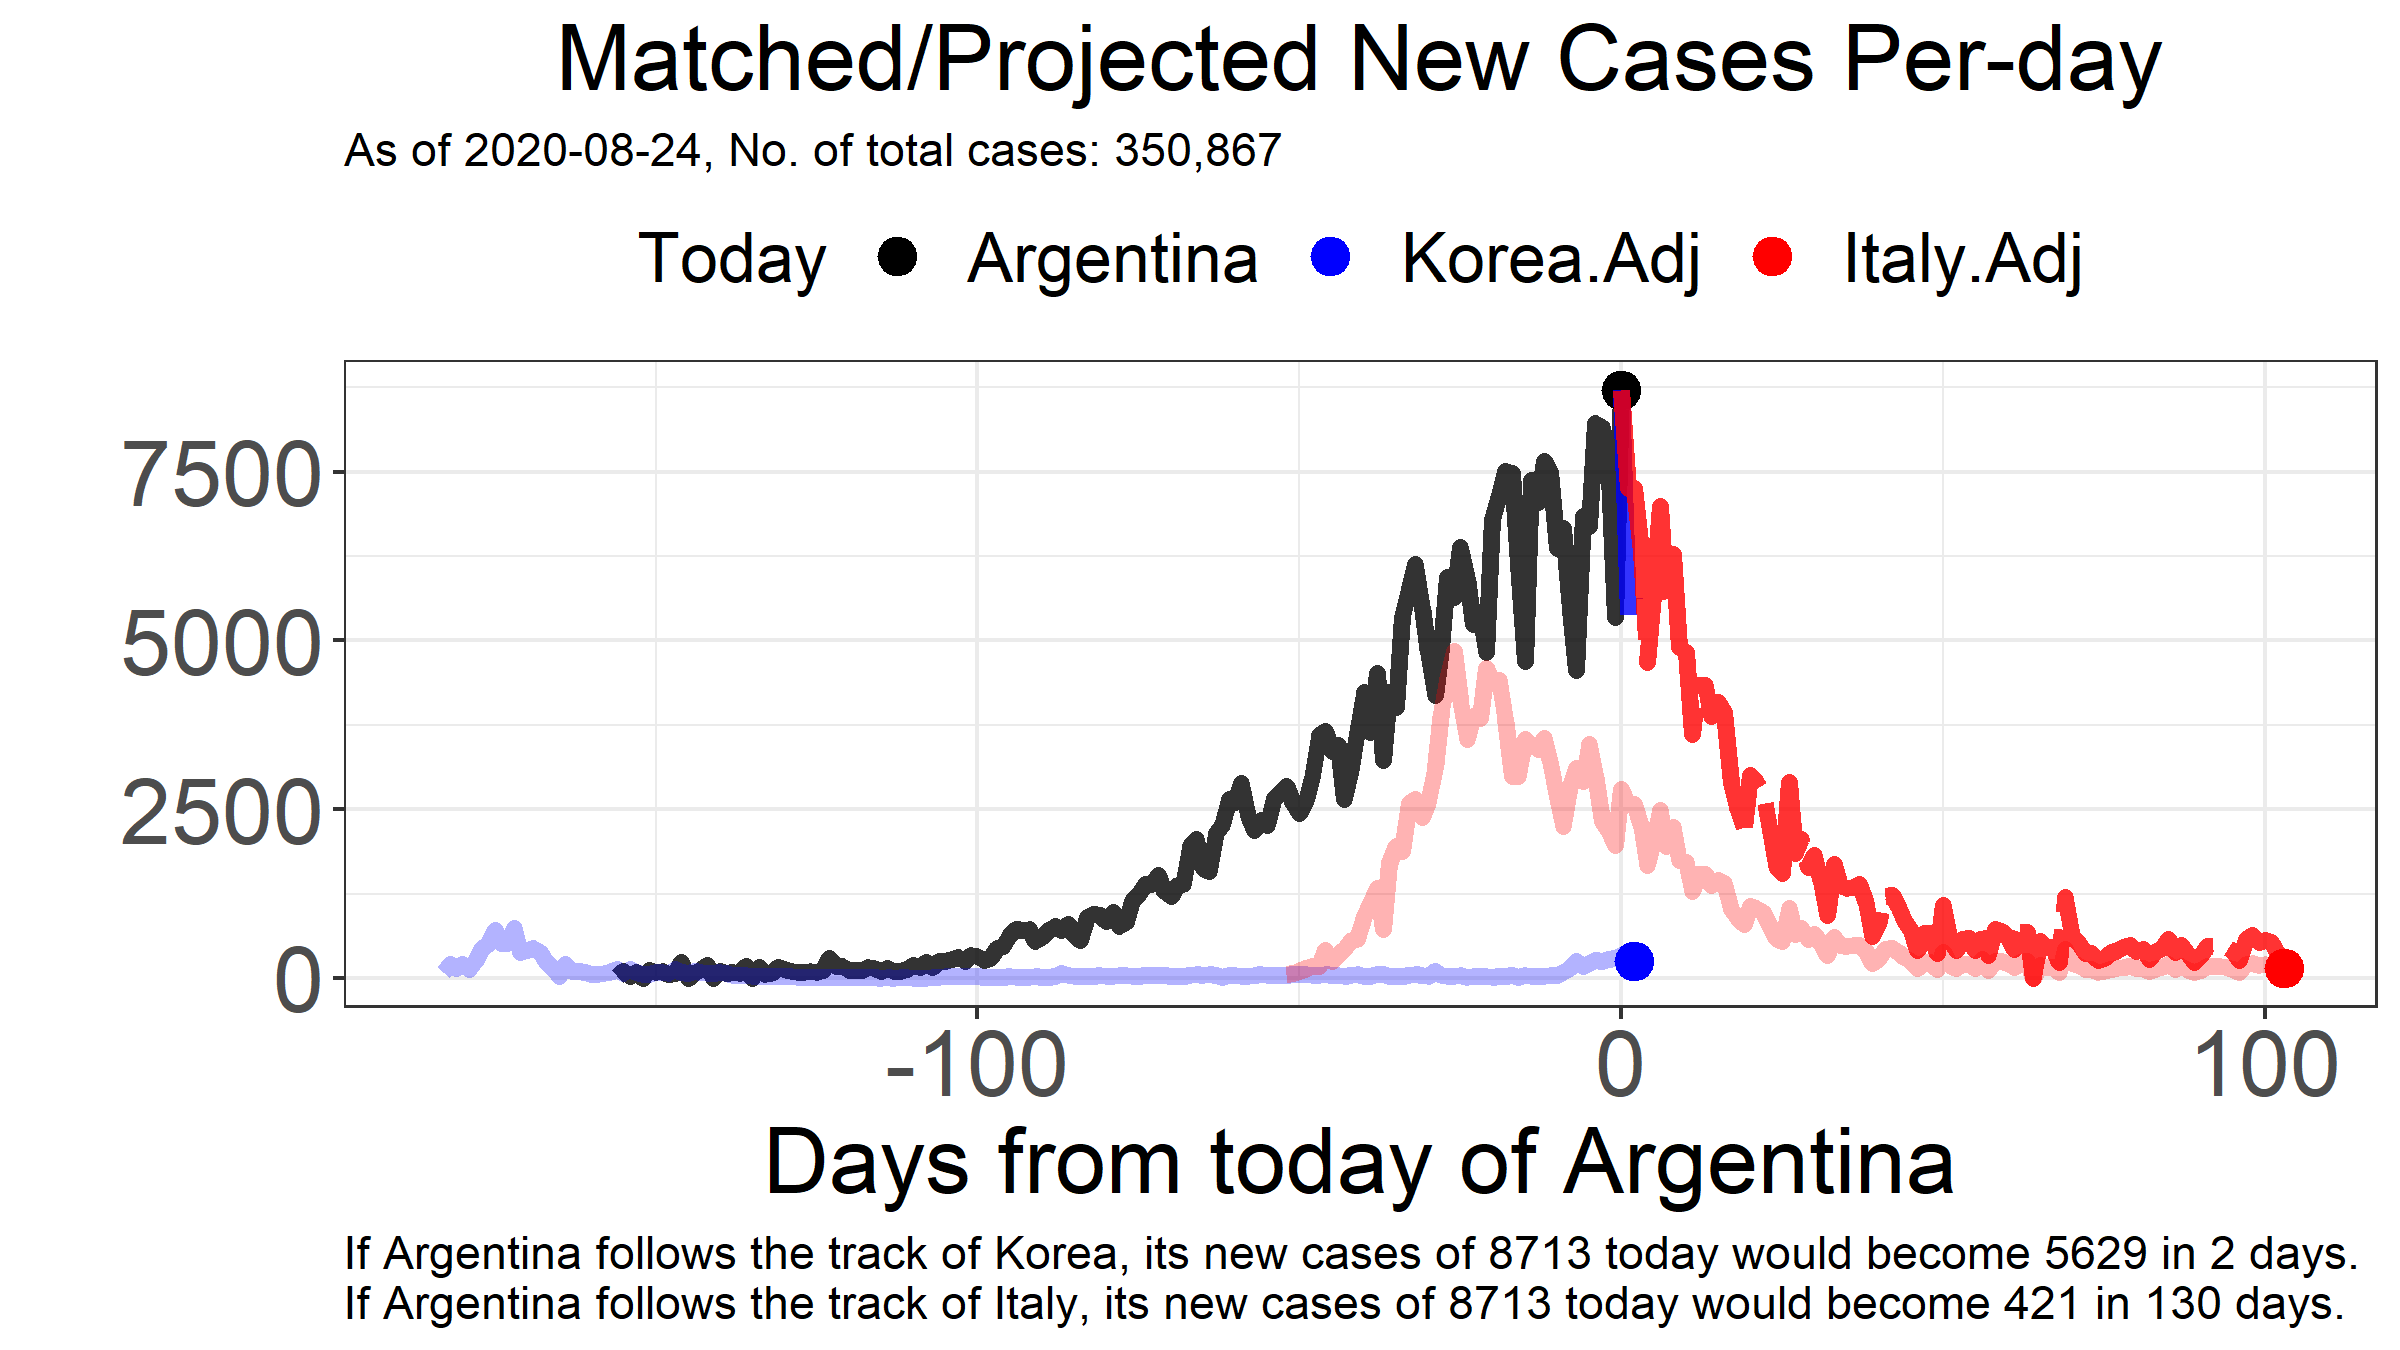 Matched/Projected New Cases Per-day
As of 2020-08-24, No. of total cases: 350,867
Today Argentina Korea.Adj Italy.Adj
7500
5000
2500
0
-100 0 100
Days from today of Argentina
If Argentina follows the track of Korea, its new cases of 8713 today would become 5629 in 2 days.
If Argentina follows the track of Italy, its new cases of 8713 today would become 421 in 130 days.